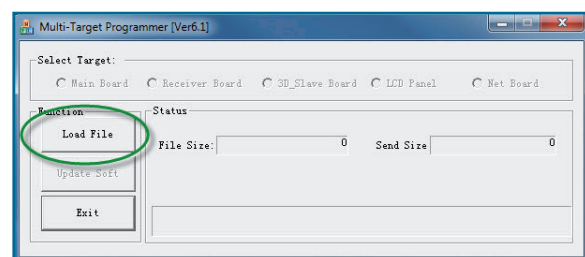 Multi-Target Programmer [Ver6.1]
Select Target:
Main Board Receiver Board 3D_Slave Board LCD Panel Net Board
Function Status
Load File
File Size: 0 Send Size 0
Update Soft
Exit